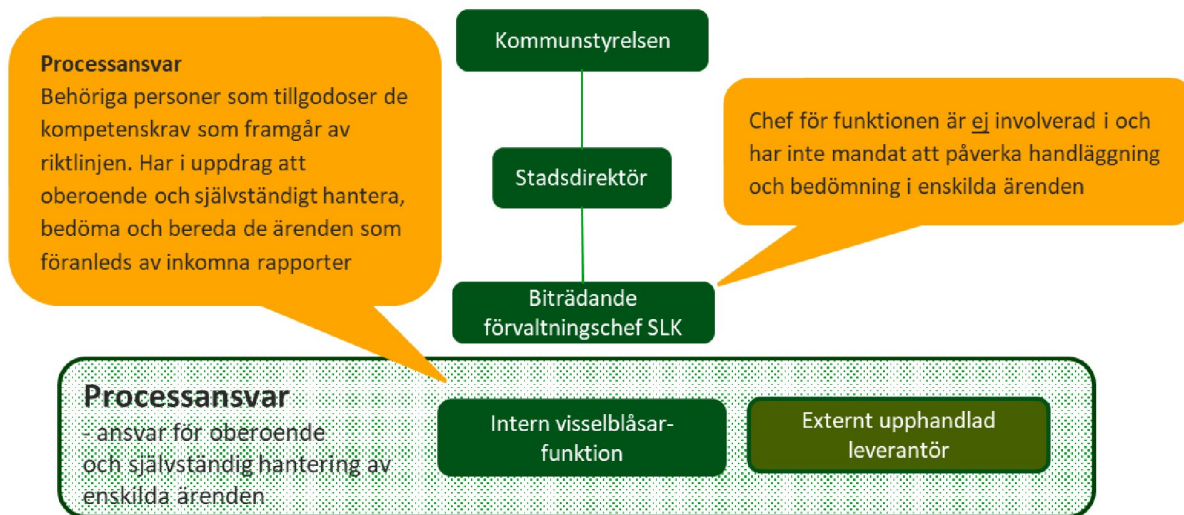 Kommunstyrelsen
Processansvar
Behöriga personer som tillgodoser de
kompetenskrav som framgår av
riktlinjen. Har i uppdrag att
oberoende och självständigt hantera,
bedöma och bereda de ärenden som
föranleds av inkomna rapporter
Chef för funktionen är ej involverad i och
har inte mandat att påverka handläggning
och bedömning i enskilda ärenden
Stadsdirektör
Biträdande
förvaltningschef SLK
Processansvar
- ansvar för oberoende
och självständig hantering av
enskilda ärenden
Intern visselblåsar-
funktion
Externt upphandlad
leverantör